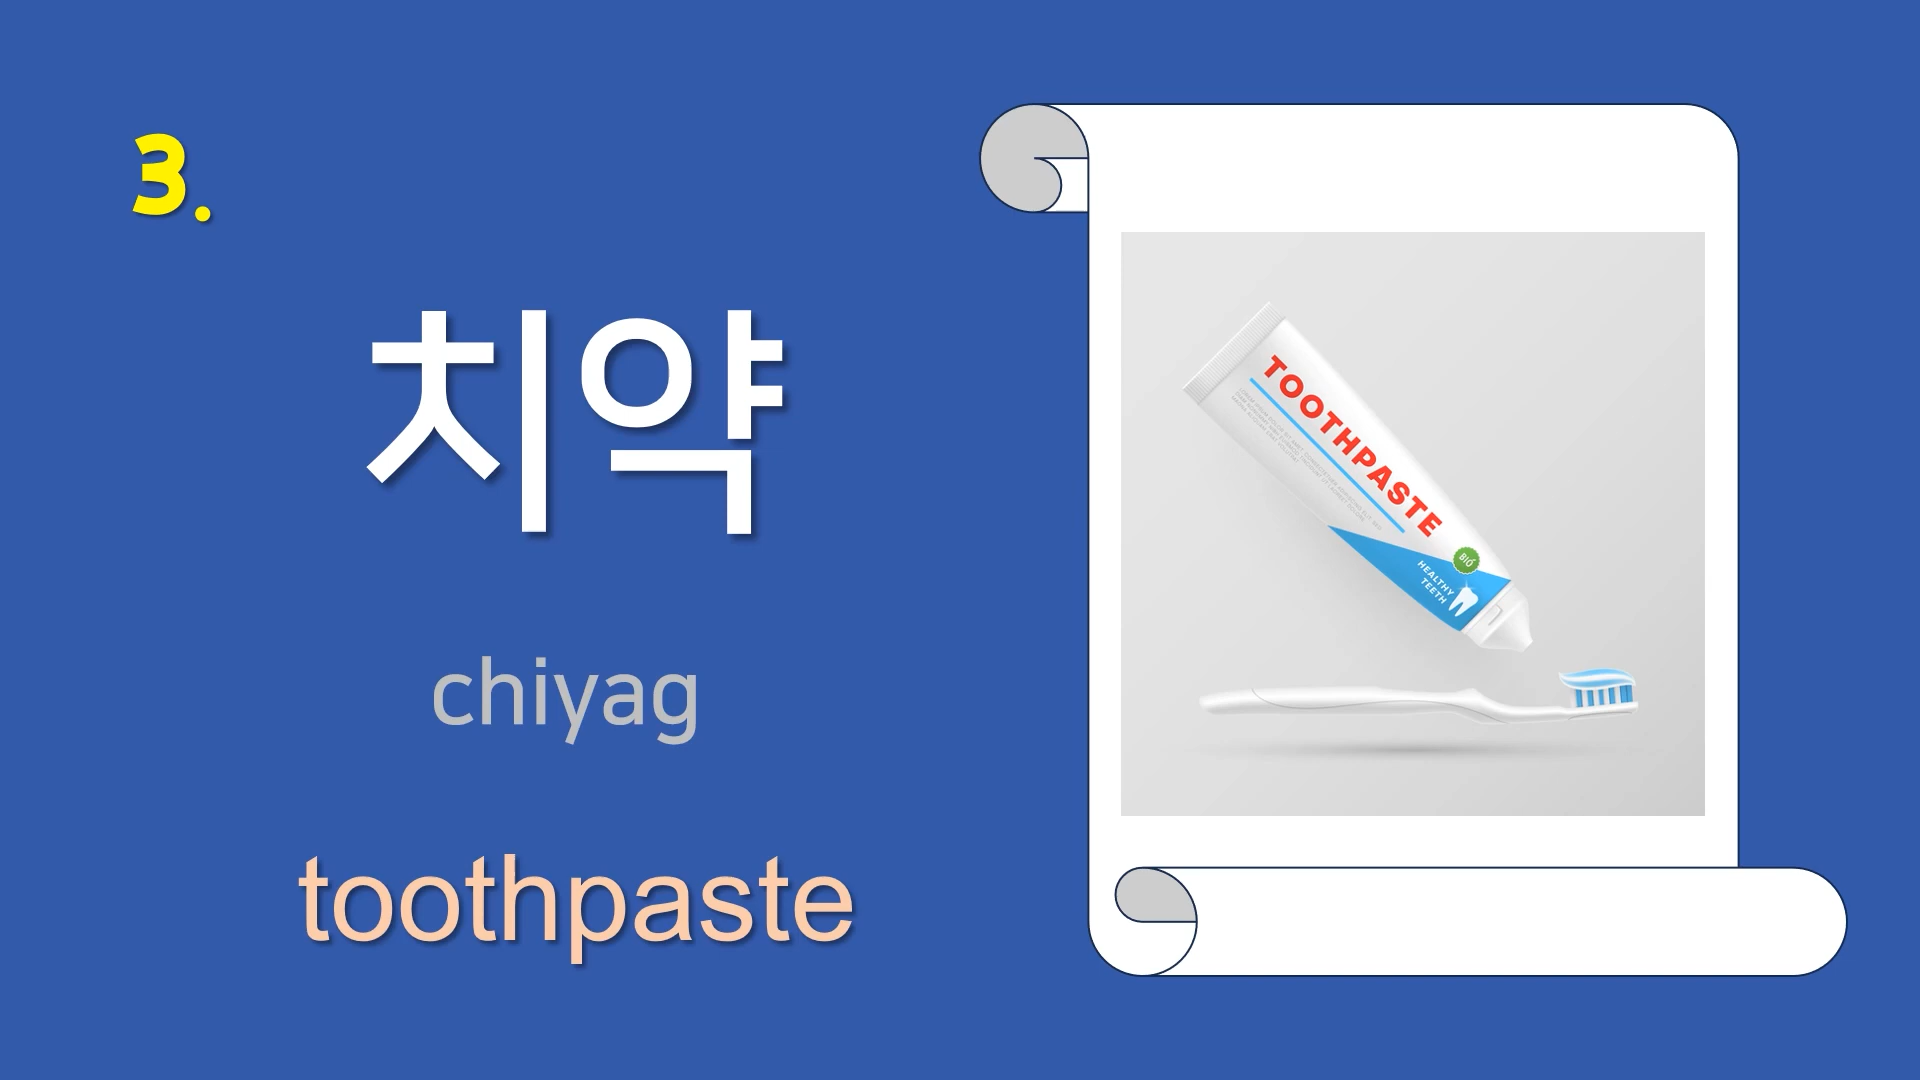 3.
치약
chiyag
toothpaste
TOOTHPASTE
BIO
HEALTHY
TEETH